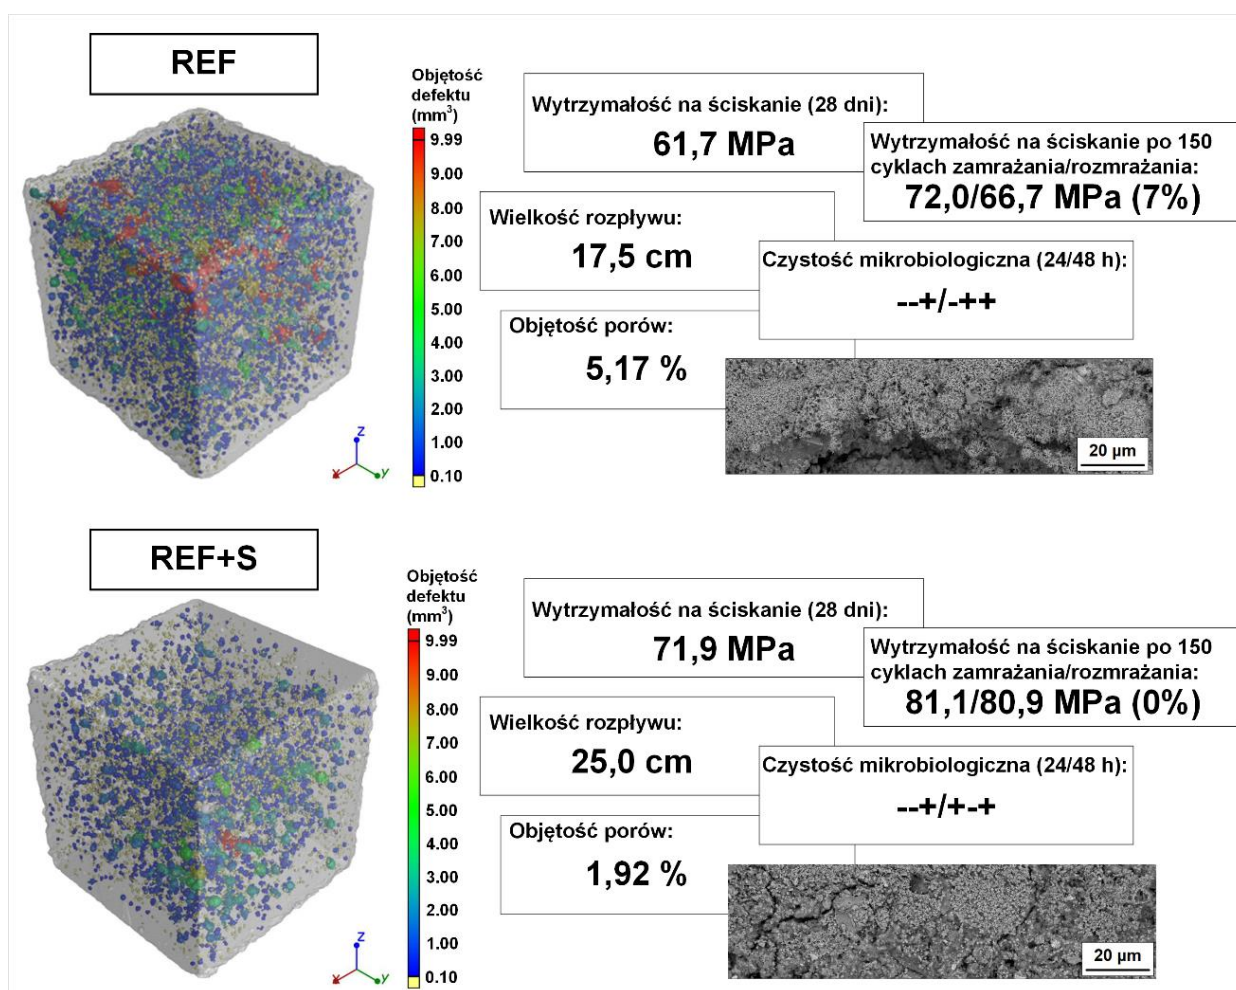 REF
Objętość
defektu
(mm³)
9.99
9.00
8.00
7.00
6.00
5.00
4.00
3.00
2.00
1.00
0.10
z
x
y
Wytrzymałość na ściskanie (28 dni):
61,7 MPa
Wytrzymałość na ściskanie po 150
cyklach zamrażania/rozmrażania:
72,0/66,7 MPa (7%)
Wielkość rozpływu:
17,5 cm
Czystość mikrobiologiczna (24/48 h):
--+/-++
Objętość porów:
5,17 %
20 µm
REF+S
Objętość
defektu
(mm³)
9.99
9.00
8.00
7.00
6.00
5.00
4.00
3.00
2.00
1.00
0.10
z
x
y
Wytrzymałość na ściskanie (28 dni):
71,9 MPa
Wytrzymałość na ściskanie po 150
cyklach zamrażania/rozmrażania:
81,1/80,9 MPa (0%)
Wielkość rozpływu:
25,0 cm
Czystość mikrobiologiczna (24/48 h):
--+/+-+
Objętość porów:
1,92 %
20 µm